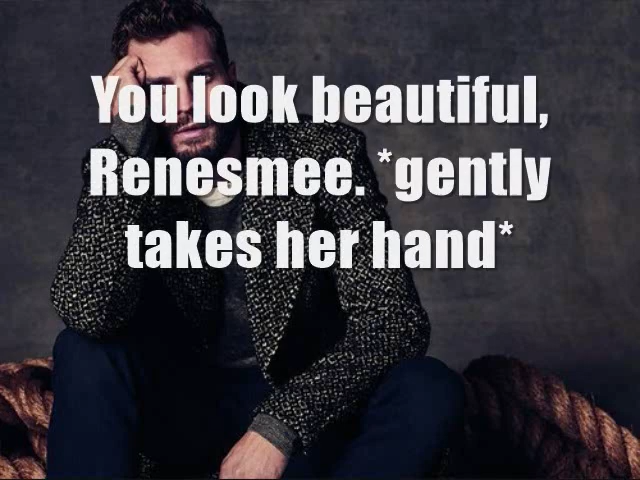 You look beautiful,
Renesmee. *gently
takes her hand*